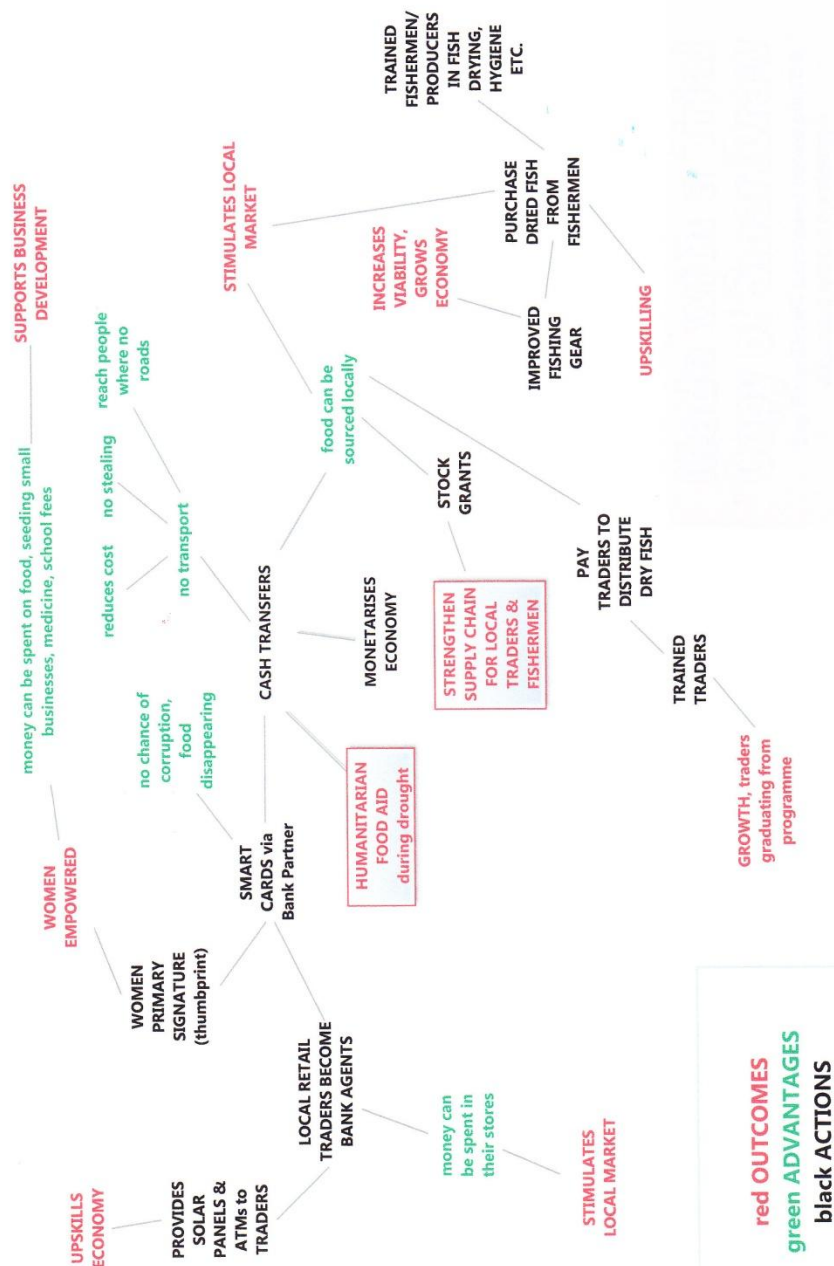 UPSKILLS
ECONOMY
PROVIDES
SOLAR
PANELS &
ATMs to
TRADERS
LOCAL RETAIL
TRADERS BECOME
BANK AGENTS
money can
be spent in
their stores
STIMULATES
LOCAL MARKET
WOMEN
PRIMARY
SIGNATURE
(thumbprint)
WOMEN
EMPOWERED
money can be spent on food, seeding small
businesses, medicine, school fees
SUPPORTS BUSINESS
DEVELOPMENT
SMART
CARDS via
Bank Partner
no chance of
corruption,
food
disappearing
HUMANITARIAN
FOOD AID
during drought
CASH TRANSFERS
MONETARISES
ECONOMY
no transport
reduces cost
no stealing
reach people
where no
roads
food can be
sourced locally
STIMULATES LOCAL
MARKET
STOCK
GRANTS
STRENGTHEN
SUPPLY CHAIN
FOR LOCAL
TRADERS &
FISHERMEN
PAY
TRADERS TO
DISTRIBUTE
DRY FISH
TRAINED
TRADERS
GROWTH, traders
graduating from
programme
INCREASES
VIABILITY,
GROWS
ECONOMY
IMPROVED
FISHING
GEAR
PURCHASE
DRIED FISH
FROM
FISHERMEN
TRAINED
FISHERMEN/
PRODUCERS
IN FISH
DRYING,
HYGIENE
ETC.
UPSKILLING
red OUTCOMES
green ADVANTAGES
black ACTIONS